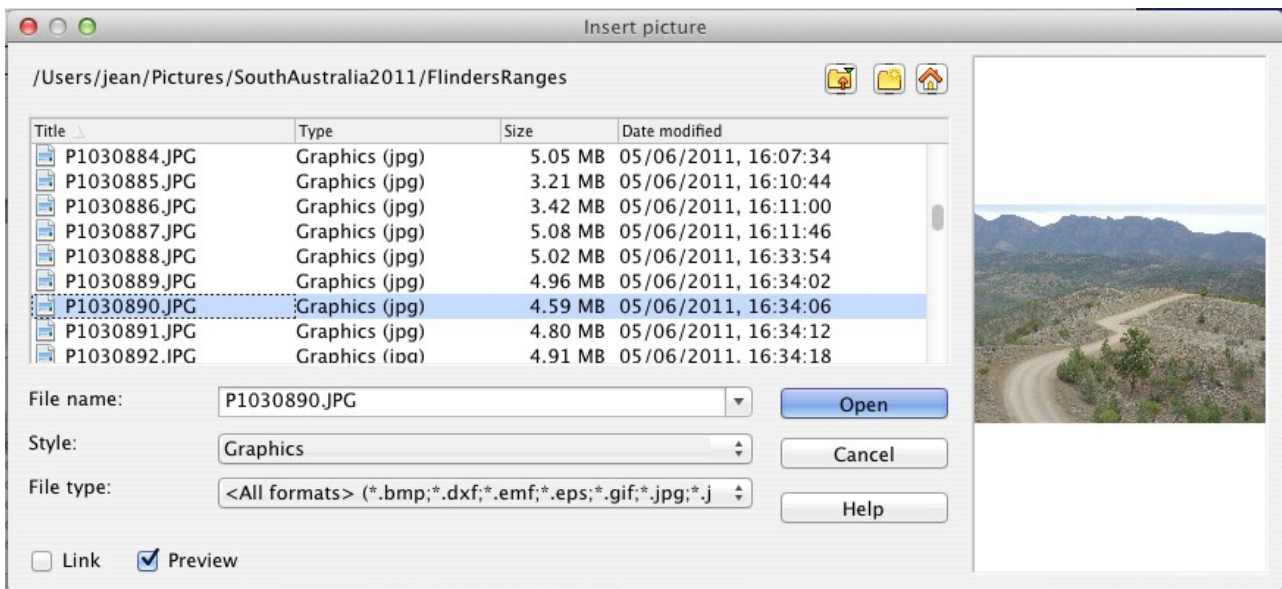 Insert picture
/Users/jean/Pictures/SouthAustralia2011/FlindersRanges
Title Type Size Date modified
P1030884.JPG Graphics (jpg) 5.05 MB 05/06/2011, 16:07:34
P1030885.JPG Graphics (jpg) 3.21 MB 05/06/2011, 16:10:44
P1030886.JPG Graphics (jpg) 3.42 MB 05/06/2011, 16:11:00
P1030887.JPG Graphics (jpg) 5.08 MB 05/06/2011, 16:11:46
P1030888.JPG Graphics (jpg) 5.02 MB 05/06/2011, 16:33:54
P1030889.JPG Graphics (jpg) 4.96 MB 05/06/2011, 16:34:02
P1030890.JPG Graphics (jpg) 4.59 MB 05/06/2011, 16:34:06
P1030891.JPG Graphics (jpg) 4.80 MB 05/06/2011, 16:34:12
P1030892.JPG Graphics (jpg) 4.91 MB 05/06/2011, 16:34:18
File name: P1030890.JPG Open
Style: Graphics Cancel
File type: <All formats> (*.bmp;*.dxf;*.emf;*.eps;*.gif;*.jpg;*.j Help
Link Preview